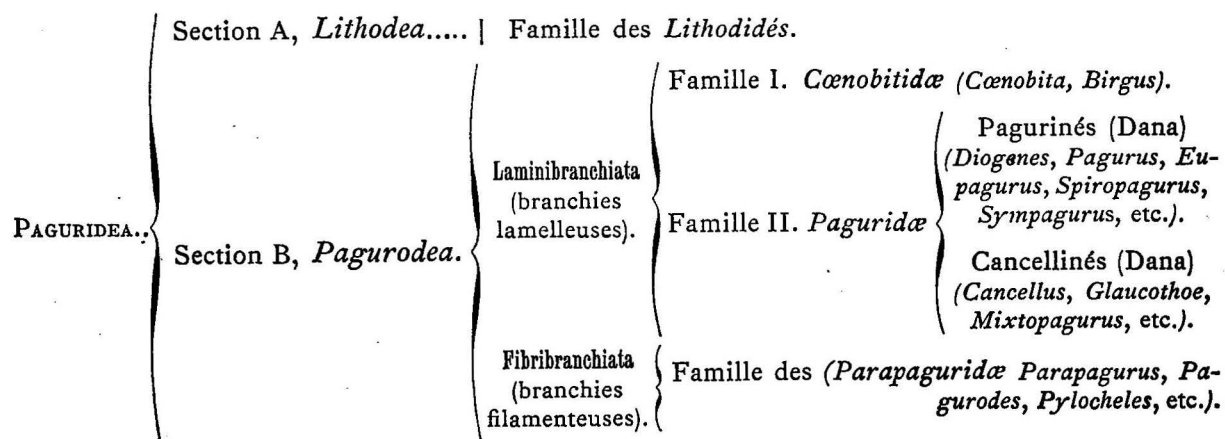 PAGURIDEA..
Section A, Lithodea..... | Famille des Lithodidés.
Section B, Pagurodea.
Laminibranchiata
(branchies
lamelleuses).
Famille I. Cœnobitidæ (Cœnobita, Birgus).
Famille II. Paguridæ
Pagurinés (Dana)
(Diogenes, Pagurus, Eu-
pagurus, Spiropagurus,
Sympagurus, etc.).
Cancellinés (Dana)
(Cancellus, Glaucothoe,
Mixtopagurus, etc.).
Fibribranchiata
(branchies
filamenteuses).
Famille des (Parapaguridæ Parapagurus, Pa-
gurodes, Pylocheles, etc.).